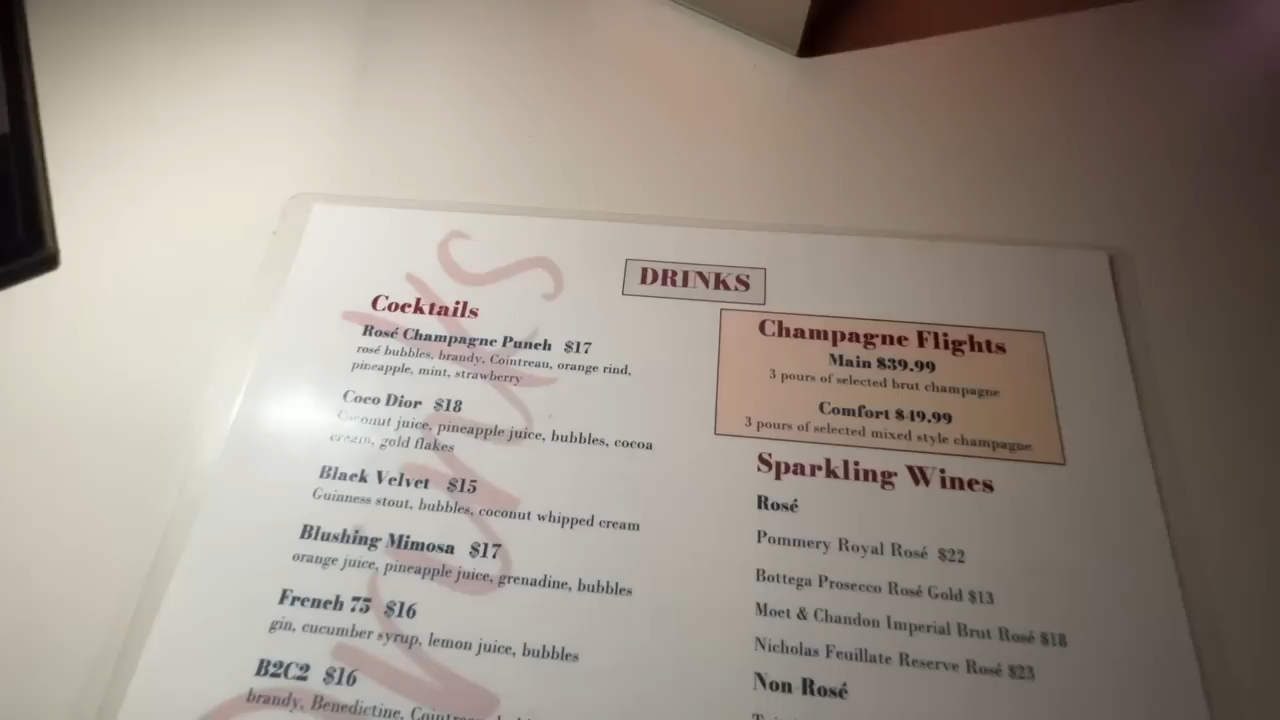 DRINKS
Cocktails
Rosé Champagne Punch $17
rosé bubbles, brandy, Cointreau, orange rind,
pineapple, mint, strawberry
Coco Dior $18
Coconut juice, pineapple juice, bubbles, cocoa
cream, gold flakes
Black Velvet $15
Guinness stout, bubbles, coconut whipped cream
Blushing Mimosa $17
orange juice, pineapple juice, grenadine, bubbles
French 75 $16
gin, cucumber syrup, lemon juice, bubbles
B2C2 $16
brandy, Benedictine,
Champagne Flights
Main $39.99
3 pours of selected brut champagne
Comfort $49.99
3 pours of selected mixed style champagne
Sparkling Wines
Rosé
Pommery Royal Rosé $22
Bottega Prosecco Rosé Gold $13
Moet & Chandon Imperial Brut Rosé $18
Nicholas Feuillate Reserve Rosé $23
Non Rosé
Drinks